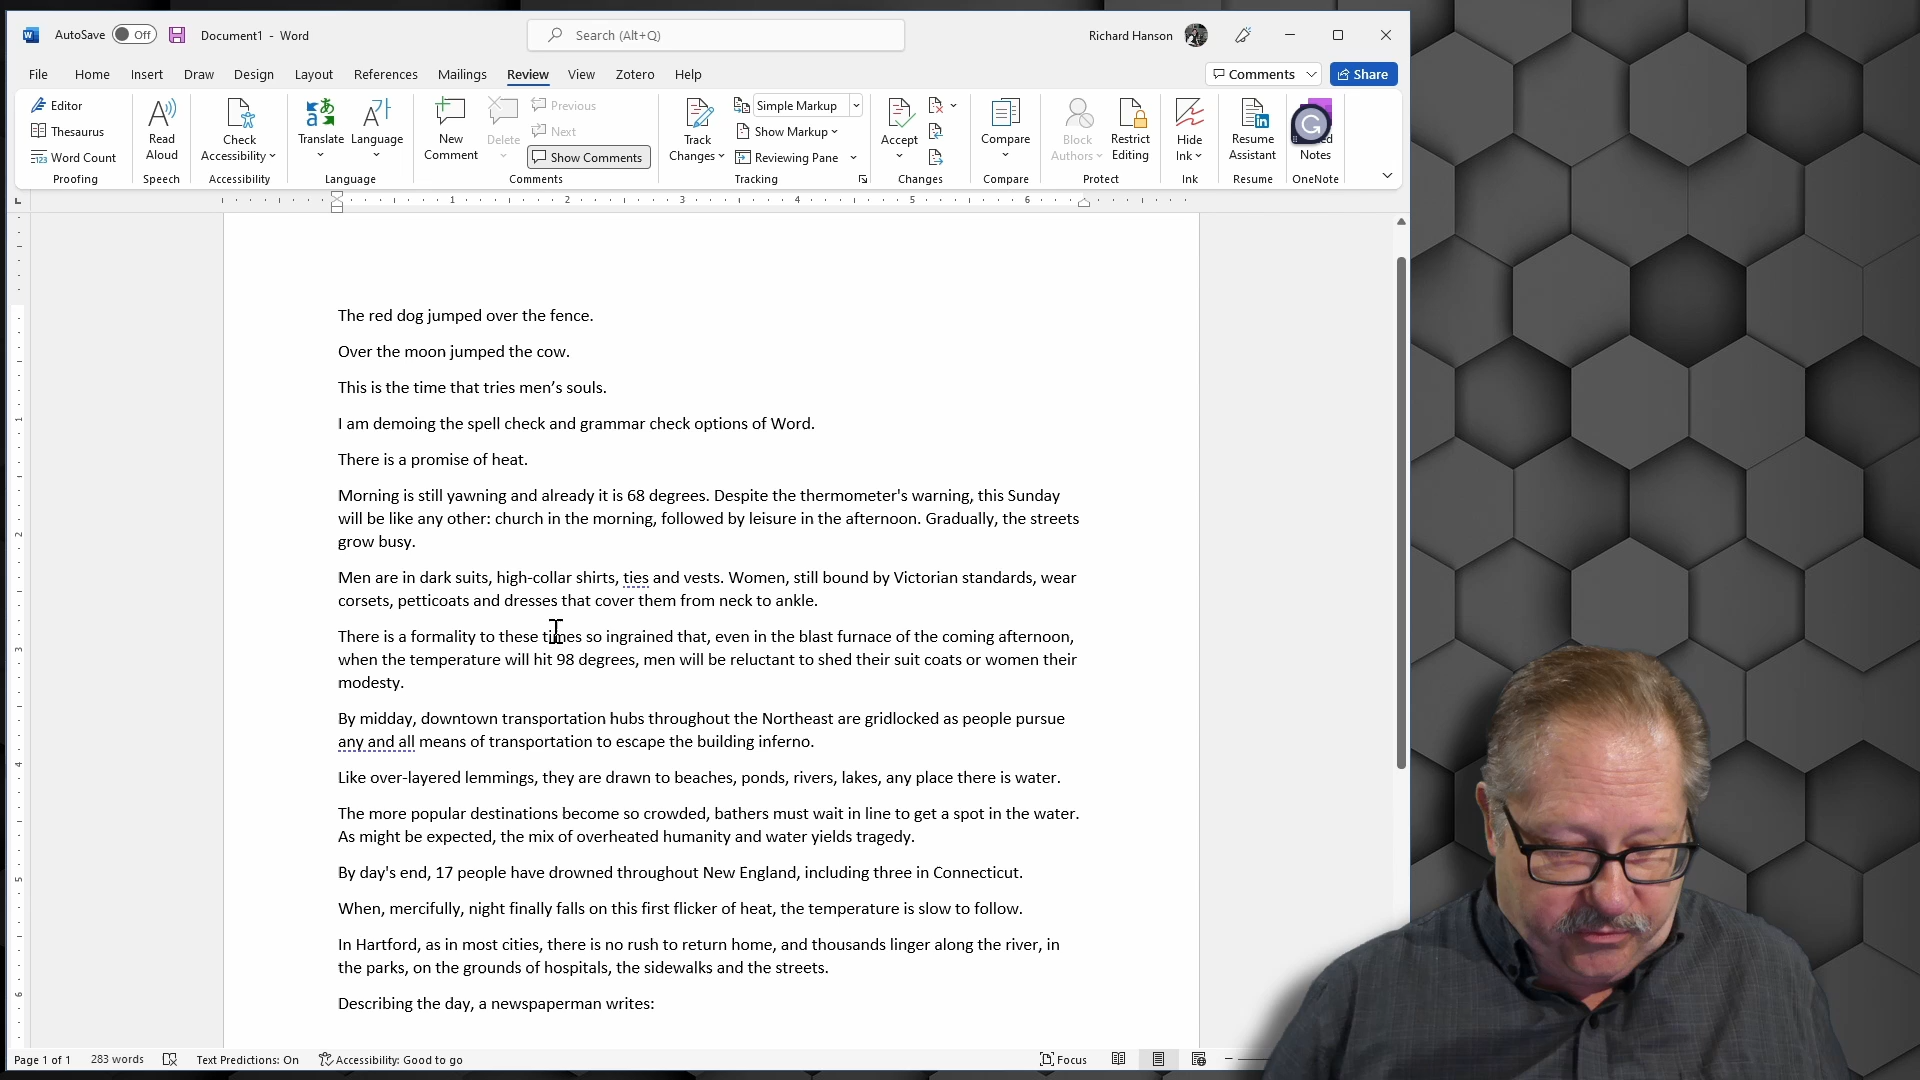 AutoSave Off Document1 - Word Search (Alt+Q) Richard Hanson
File Home Insert Draw Design Layout References Mailings Review View Zotero Help Comments Share
Editor
Thesaurus
Word Count
Proofing
Read Aloud
Speech
Check Accessibility
Accessibility
Translate
Language
Language
New Comment
Delete
Previous
Next
Show Comments
Comments
Track Changes
Simple Markup
Show Markup
Reviewing Pane
Tracking
Accept
Changes
Compare
Compare
Block Authors
Restrict Editing
Protect
Hide Ink
Ink
Resume Assistant
Resume
Notes
OneNote
1 2 3 4 5 6
The red dog jumped over the fence.
Over the moon jumped the cow.
This is the time that tries men’s souls.
I am demoing the spell check and grammar check options of Word.
There is a promise of heat.
Morning is still yawning and already it is 68 degrees. Despite the thermometer's warning, this Sunday
will be like any other: church in the morning, followed by leisure in the afternoon. Gradually, the streets
grow busy.
Men are in dark suits, high-collar shirts, ties and vests. Women, still bound by Victorian standards, wear
corsets, petticoats and dresses that cover them from neck to ankle.
There is a formality to these times so ingrained that, even in the blast furnace of the coming afternoon,
when the temperature will hit 98 degrees, men will be reluctant to shed their suit coats or women their
modesty.
By midday, downtown transportation hubs throughout the Northeast are gridlocked as people pursue
any and all means of transportation to escape the building inferno.
Like over-layered lemmings, they are drawn to beaches, ponds, rivers, lakes, any place there is water.
The more popular destinations become so crowded, bathers must wait in line to get a spot in the water.
As might be expected, the mix of overheated humanity and water yields tragedy.
By day's end, 17 people have drowned throughout New England, including three in Connecticut.
When, mercifully, night finally falls on this first flicker of heat, the temperature is slow to follow.
In Hartford, as in most cities, there is no rush to return home, and thousands linger along the river, in
the parks, on the grounds of hospitals, the sidewalks and the streets.
Describing the day, a newspaperman writes:
Page 1 of 1 283 words Text Predictions: On Accessibility: Good to go Focus